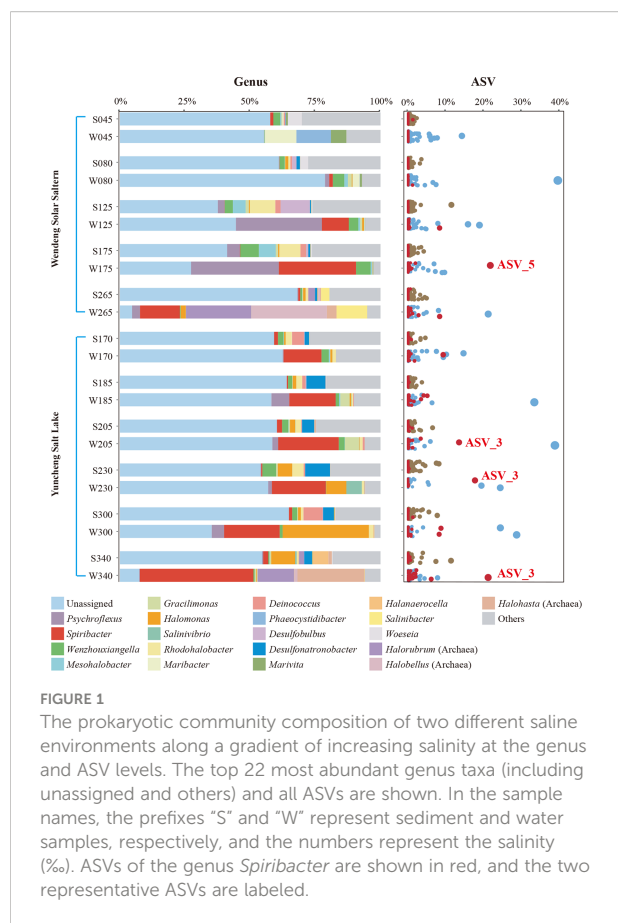 Genus
ASV
0% 25% 50% 75% 100%
0% 10% 20% 30% 40%
Wendeng Solar Saltern
S045
W045
S080
W080
S125
W125
S175
W175
ASV_5
S265
W265
Yuncheng Salt Lake
S170
W170
S185
W185
S205
W205
ASV_3
S230
ASV_3
W230
S300
W300
S340
W340
ASV_3
Unassigned
Psychroflexus
Spiribacter
Wenzhouxiangella
Mesohalobacter
Gracilimonas
Halomonas
Salinivibrio
Rhodohalobacter
Maribacter
Deinococcus
Phaeocystidibacter
Desulfobulbus
Desulfonatronobacter
Marivita
Halanaerocella
Salinibacter
Woeseia
Halorubrum (Archaea)
Halobellus (Archaea)
Halohasta (Archaea)
Others
FIGURE 1
The prokaryotic community composition of two different saline
environments along a gradient of increasing salinity at the genus
and ASV levels. The top 22 most abundant genus taxa (including
unassigned and others) and all ASVs are shown. In the sample
names, the prefixes “S” and “W” represent sediment and water
samples, respectively, and the numbers represent the salinity
(‰). ASVs of the genus Spiribacter are shown in red, and the two
representative ASVs are labeled.